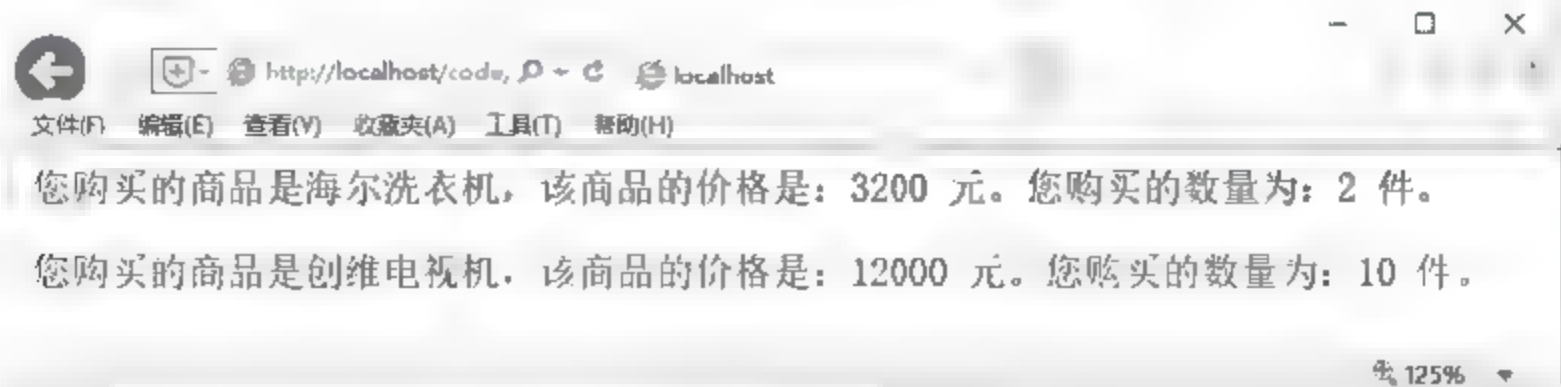 http://localhost/code, localhost
文件(F) 编辑(E) 查看(V) 收藏夹(A) 工具(T) 帮助(H)
您购买的商品是海尔洗衣机，该商品的价格是：3200 元。您购买的数量为：2 件。
您购买的商品是创维电视机，该商品的价格是：12000 元。您购买的数量为：10 件。
125%